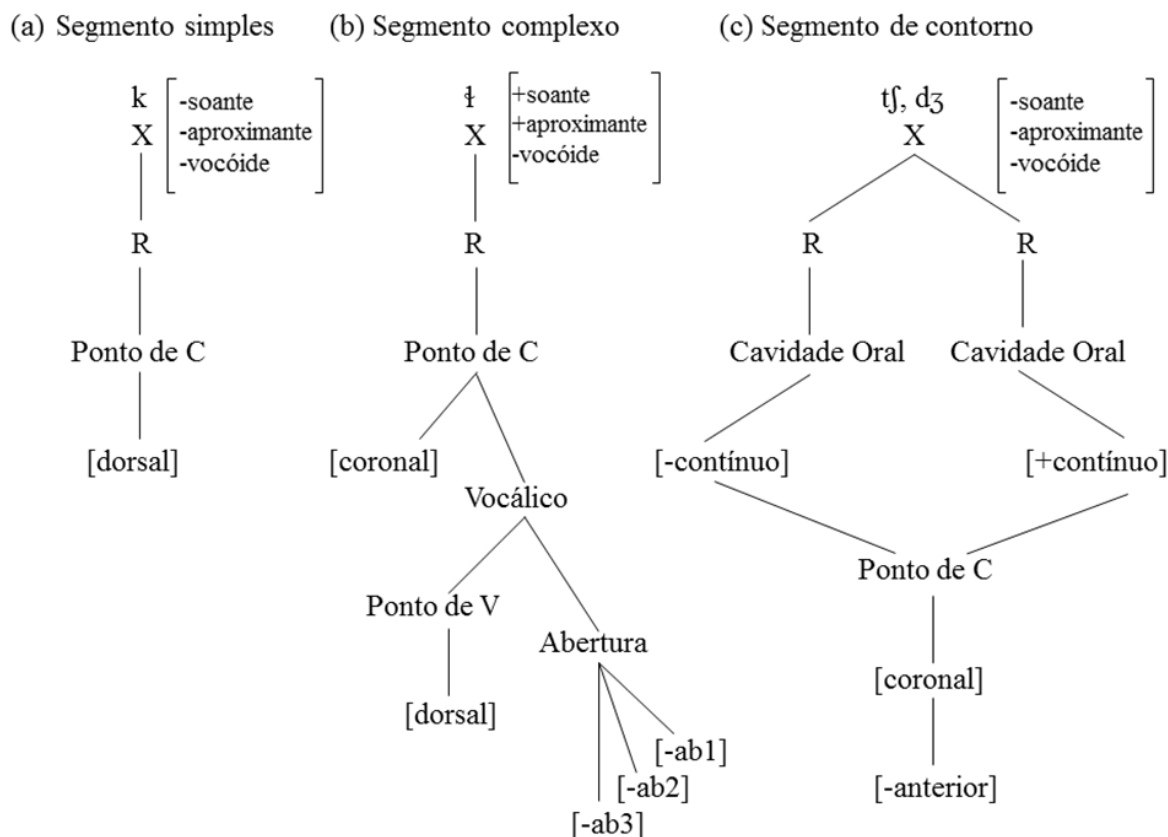 (a) Segmento simples
(b) Segmento complexo
(c) Segmento de contorno
k
X
-soante
-aproximante
-vocóide
R
Ponto de C
[dorsal]
ɫ
X
+soante
+aproximante
-vocóide
R
Ponto de C
[coronal]
Vocálico
Ponto de V
[dorsal]
Abertura
[-ab1]
[-ab2]
[-ab3]
tʃ, dʒ
X
-soante
-aproximante
-vocóide
R
R
Cavidade Oral
Cavidade Oral
[-contínuo]
[+contínuo]
Ponto de C
[coronal]
[-anterior]